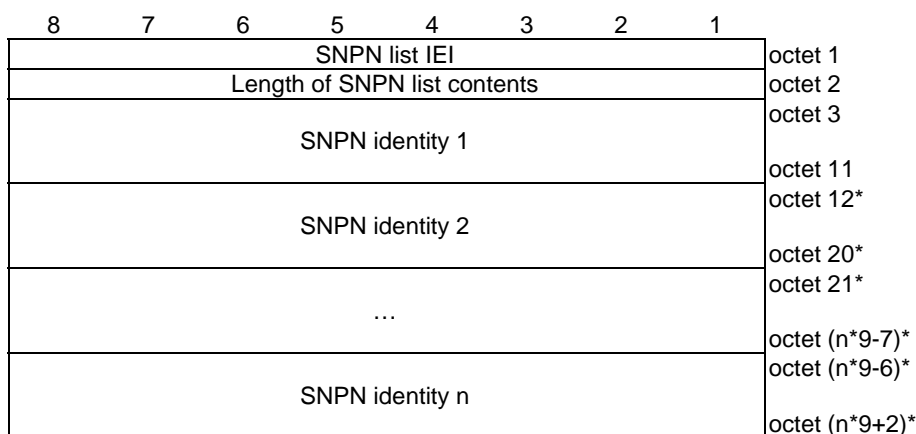 8 7 6 5 4 3 2 1
SNPN list IEI octet 1
Length of SNPN list contents octet 2
octet 3
SNPN identity 1
octet 11
octet 12*
SNPN identity 2
octet 20*
octet 21*
…
octet (n*9-7)*
octet (n*9-6)*
SNPN identity n
octet (n*9+2)*